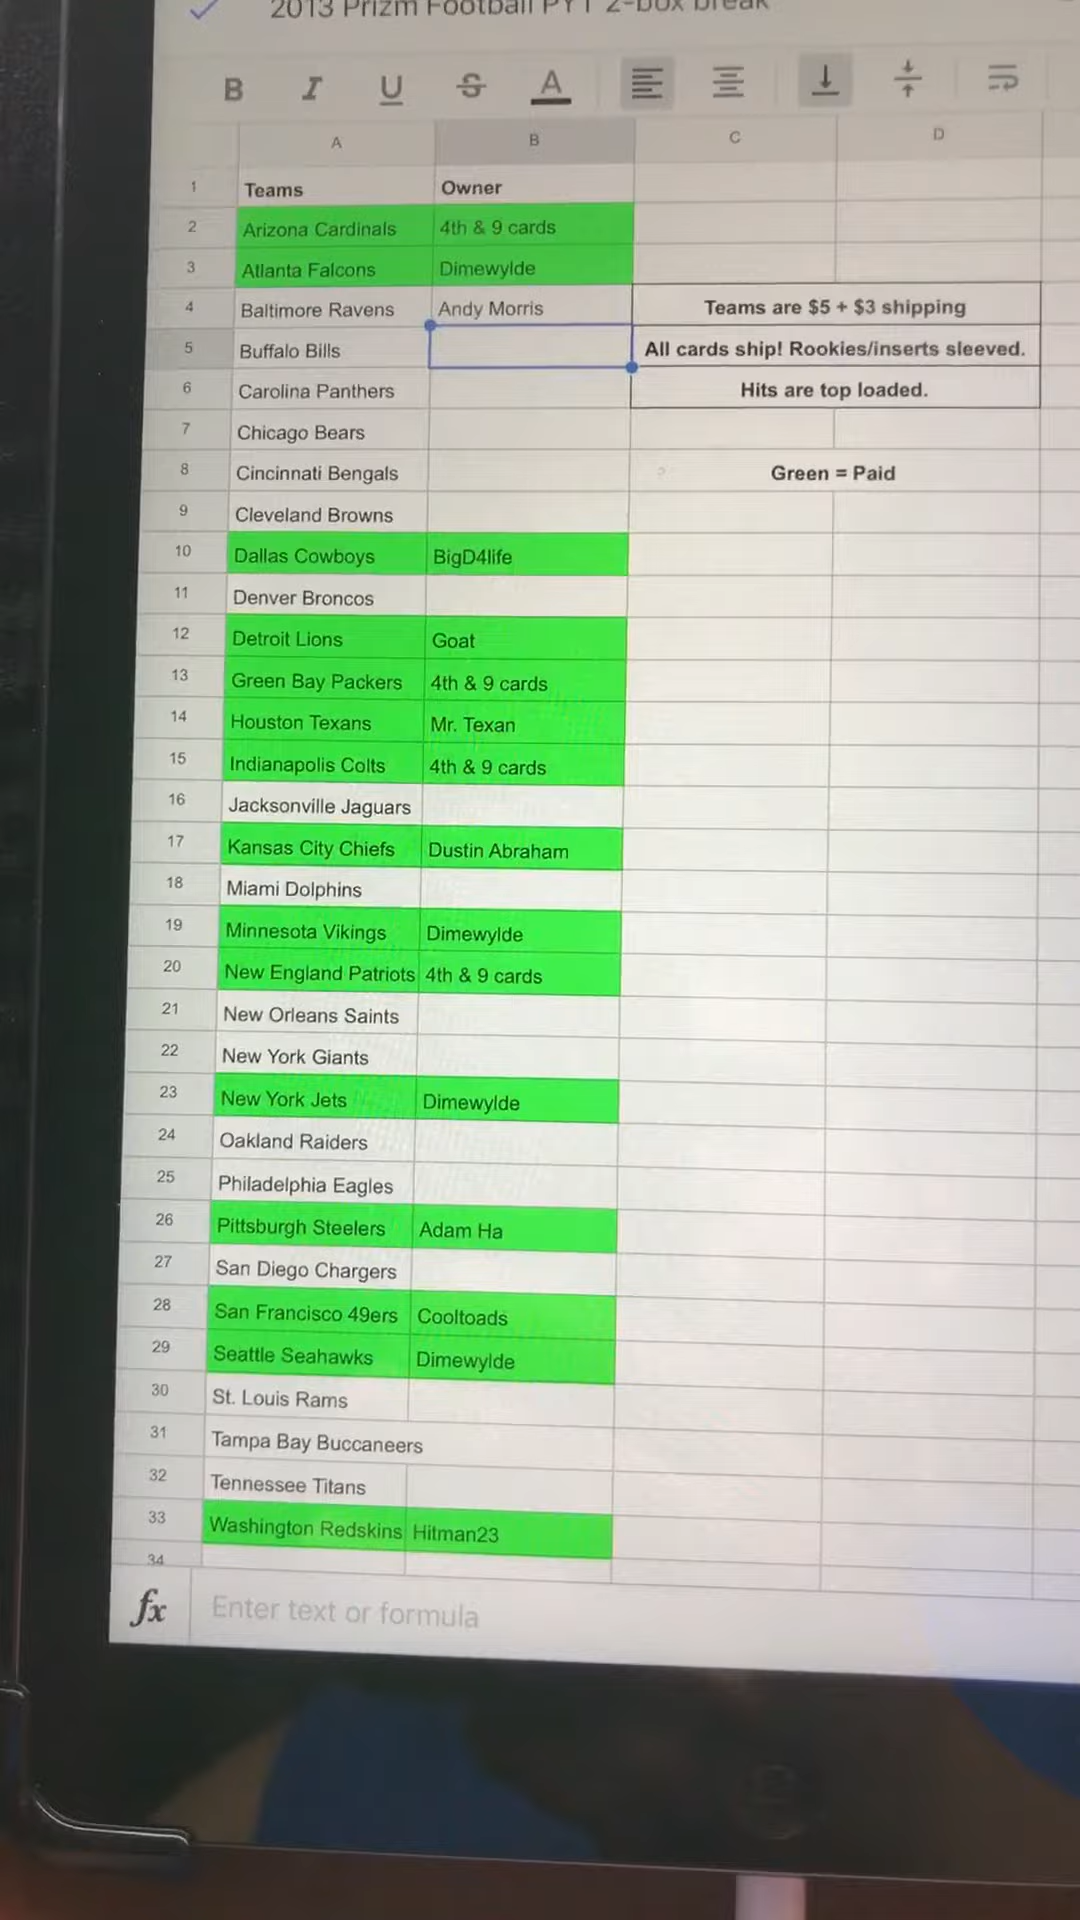 2013 Prizm Football PYT 2-box break
B I U S A
A B C D
1 Teams Owner
2 Arizona Cardinals 4th & 9 cards
3 Atlanta Falcons Dimewylde
4 Baltimore Ravens Andy Morris Teams are $5 + $3 shipping
5 Buffalo Bills All cards ship! Rookies/inserts sleeved.
6 Carolina Panthers Hits are top loaded.
7 Chicago Bears
8 Cincinnati Bengals Green = Paid
9 Cleveland Browns
10 Dallas Cowboys BigD4life
11 Denver Broncos
12 Detroit Lions Goat
13 Green Bay Packers 4th & 9 cards
14 Houston Texans Mr. Texan
15 Indianapolis Colts 4th & 9 cards
16 Jacksonville Jaguars
17 Kansas City Chiefs Dustin Abraham
18 Miami Dolphins
19 Minnesota Vikings Dimewylde
20 New England Patriots 4th & 9 cards
21 New Orleans Saints
22 New York Giants
23 New York Jets Dimewylde
24 Oakland Raiders
25 Philadelphia Eagles
26 Pittsburgh Steelers Adam Ha
27 San Diego Chargers
28 San Francisco 49ers Cooltoads
29 Seattle Seahawks Dimewylde
30 St. Louis Rams
31 Tampa Bay Buccaneers
32 Tennessee Titans
33 Washington Redskins Hitman23
34
fx Enter text or formula